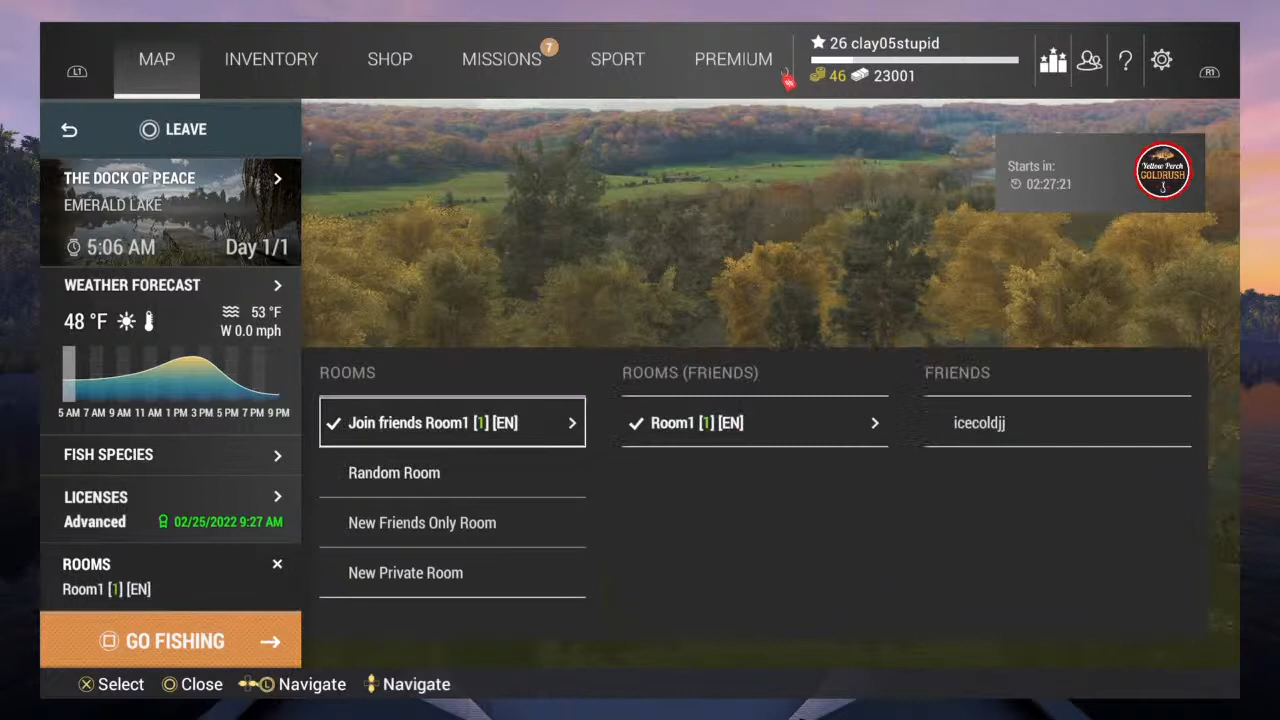 L1
MAP
INVENTORY
SHOP
MISSIONS
7
SPORT
PREMIUM
26 clay05stupid
46 23001
?
R1
LEAVE
THE DOCK OF PEACE
EMERALD LAKE
5:06 AM Day 1/1
WEATHER FORECAST
48 °F 53 °F
W 0.0 mph
5 AM 7 AM 9 AM 11 AM 1 PM 3 PM 5 PM 7 PM 9 PM
FISH SPECIES
LICENSES
Advanced 02/25/2022 9:27 AM
ROOMS
Room1 [1] [EN]
GO FISHING
Starts in:
02:27:21
Yellow Perch
GOLDRUSH
ROOMS
Join friends Room1 [1] [EN]
Random Room
New Friends Only Room
New Private Room
ROOMS (FRIENDS)
Room1 [1] [EN]
FRIENDS
icecoldjj
Select Close L Navigate Navigate